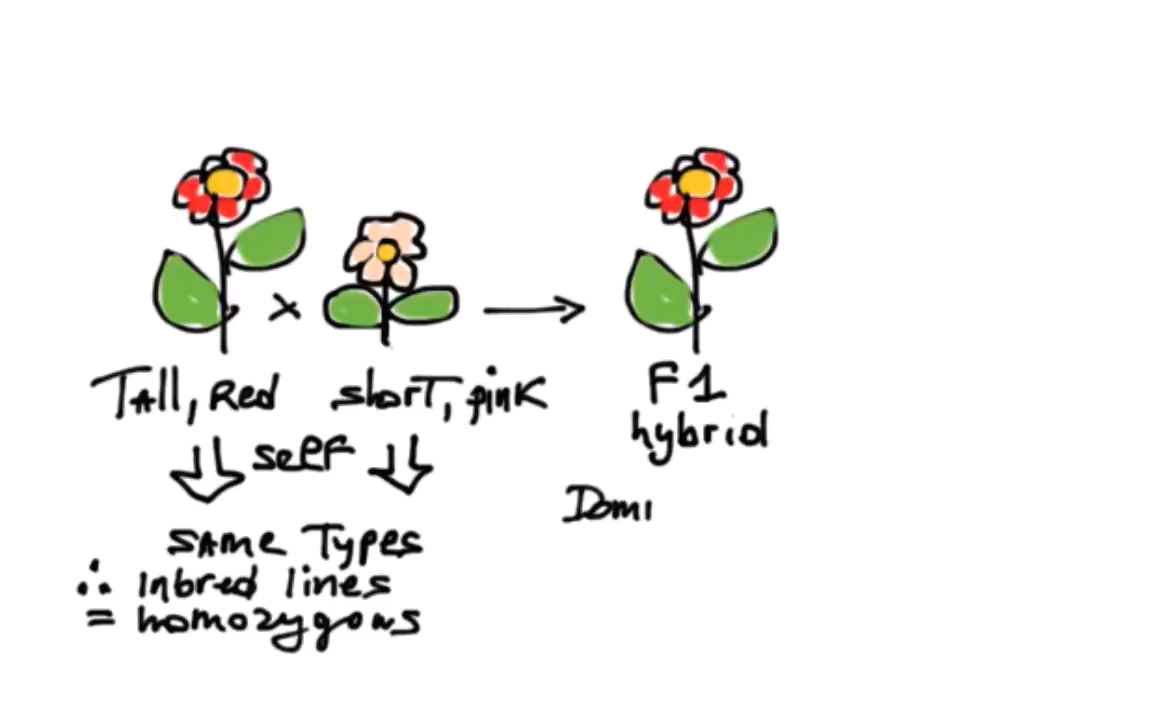 x
Tall, Red short, pink
self
same Types
∴ Inbred lines
= homozygous
F1
hybrid
Domi